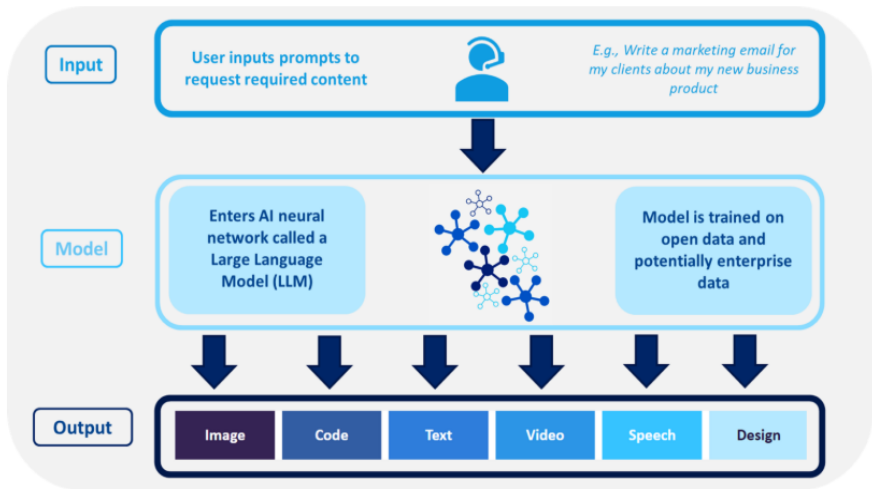 Input
User inputs prompts to
request required content
E.g., Write a marketing email for
my clients about my new business
product
Model
Enters AI neural
network called a
Large Language
Model (LLM)
Model is trained on
open data and
potentially enterprise
data
Output
Image
Code
Text
Video
Speech
Design